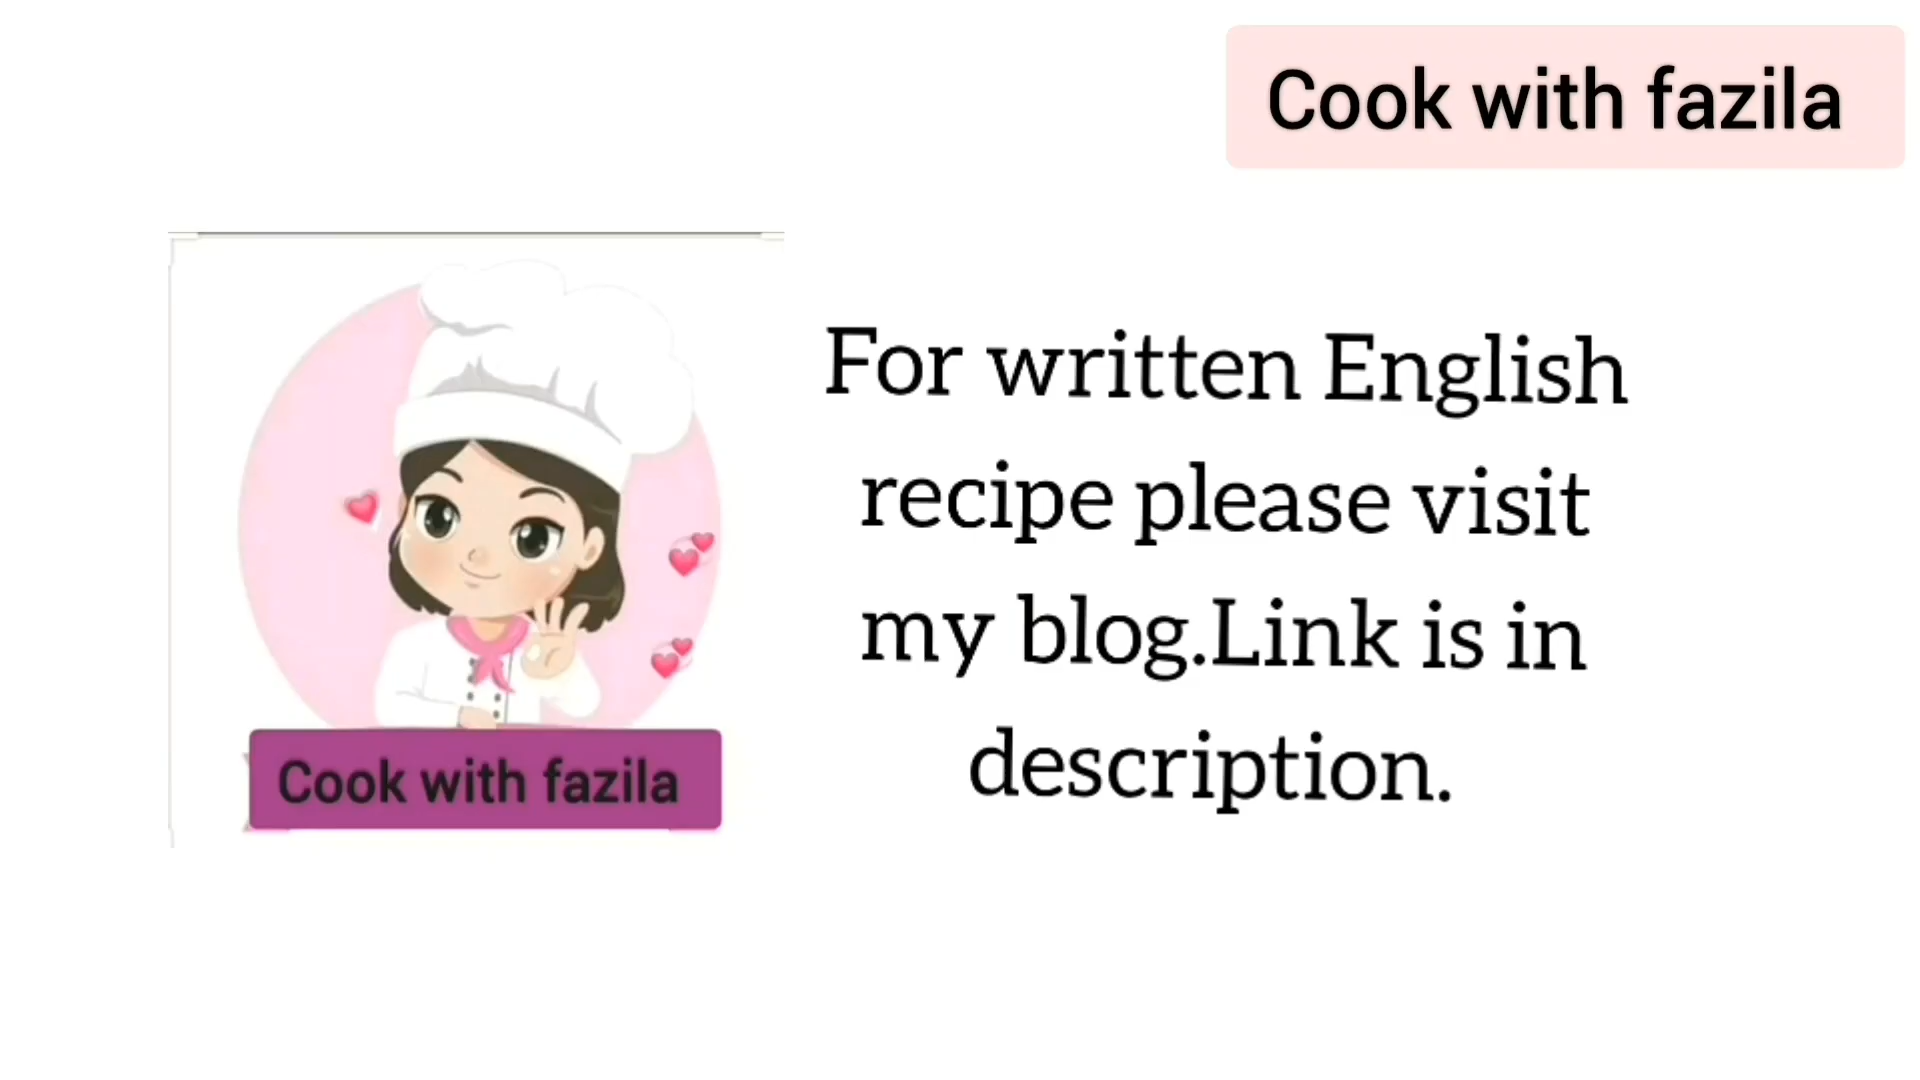 Cook with fazila
For written English
recipe please visit
my blog.Link is in
description.
Cook with fazila